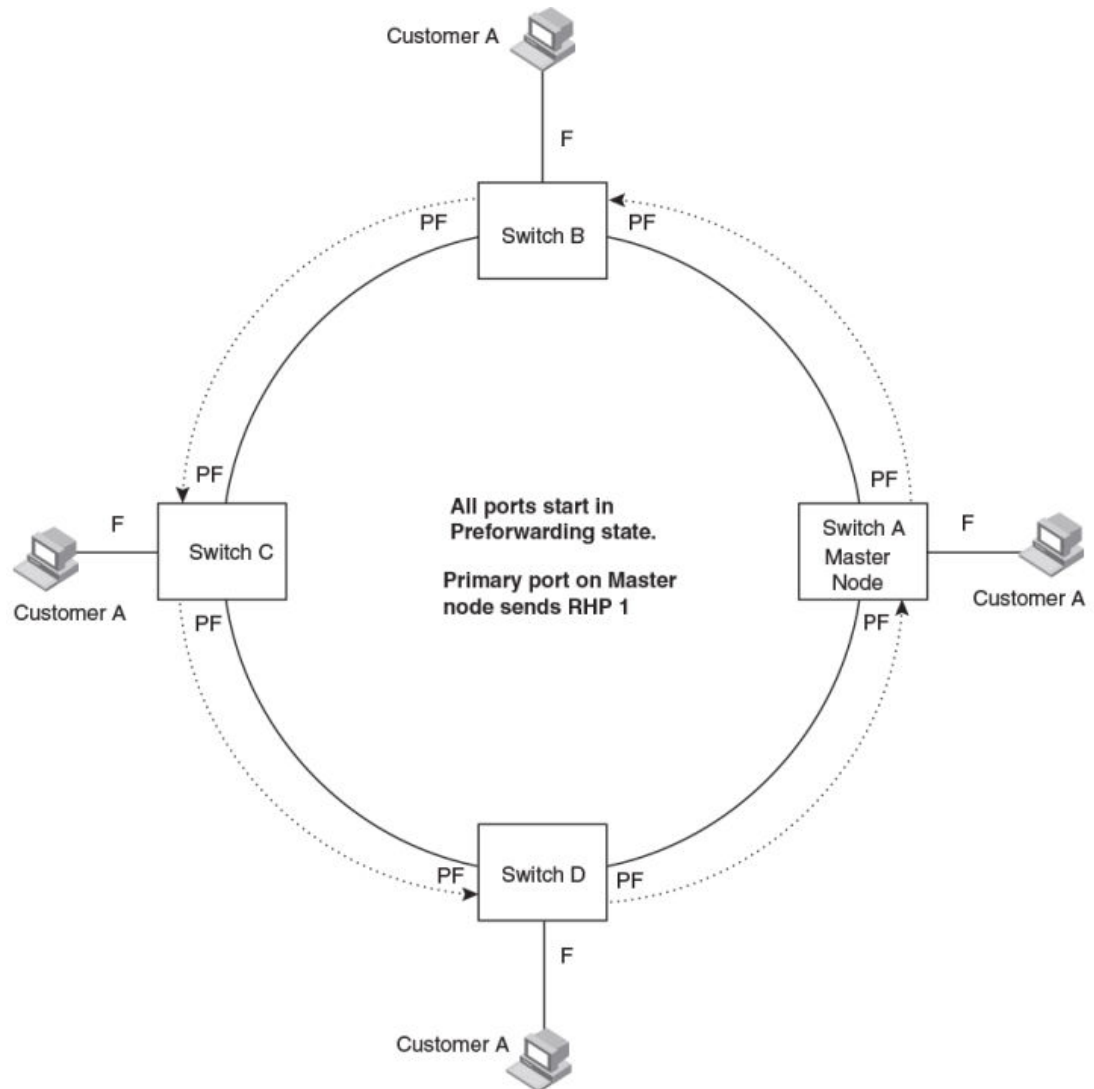 Customer A
F
PF
Switch B
PF
PF
PF
All ports start in
Preforwarding state.
Primary port on Master
node sends RHP 1
F
Switch C
Customer A
PF
Switch A
Master
Node
F
Customer A
PF
PF
Switch D
PF
F
Customer A